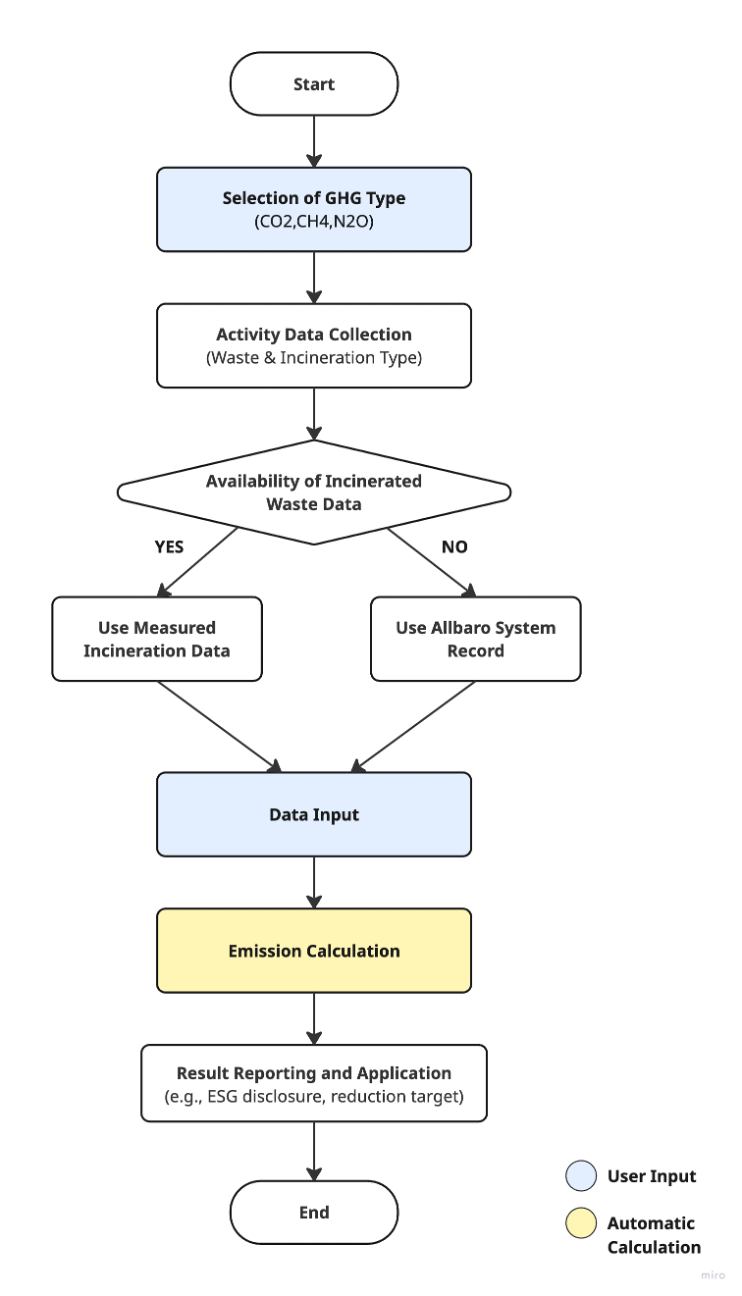 Start
Selection of GHG Type
(CO2,CH4,N2O)
Activity Data Collection
(Waste & Incineration Type)
Availability of Incinerated
Waste Data
YES
NO
Use Measured
Incineration Data
Use Allbaro System
Record
Data Input
Emission Calculation
Result Reporting and Application
(e.g., ESG disclosure, reduction target)
End
User Input
Automatic
Calculation
miro